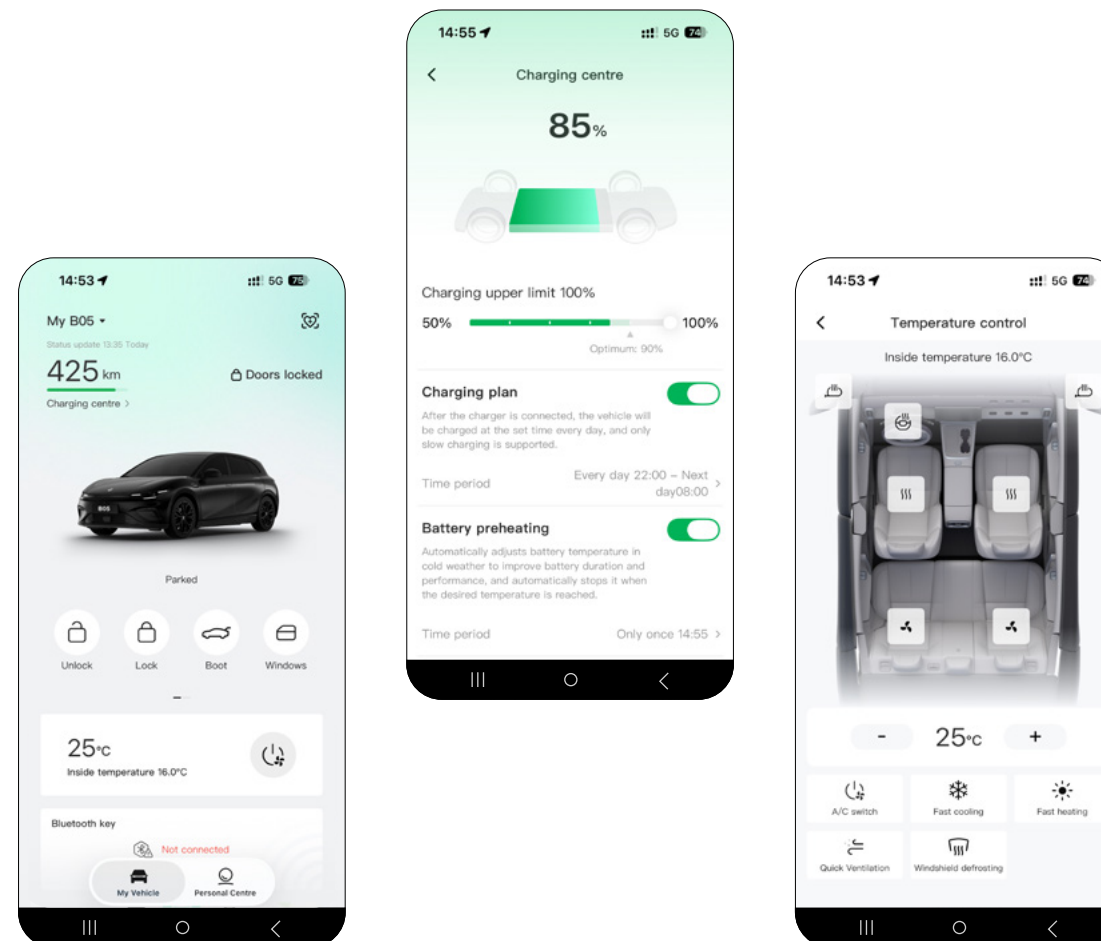 14:53
5G 75
My B05
Status update 13:35 Today
425 km
Doors locked
Charging centre >
B05
Parked
Unlock
Lock
Boot
Windows
25°C
Inside temperature 16.0°C
Bluetooth key
Not connected
My Vehicle
Personal Centre
14:55
5G 74
Charging centre
85%
Charging upper limit 100%
50%
100%
Optimum: 90%
Charging plan
After the charger is connected, the vehicle will
be charged at the set time every day, and only
slow charging is supported.
Time period
Every day 22:00 – Next
day08:00
Battery preheating
Automatically adjusts battery temperature in
cold weather to improve battery duration and
performance, and automatically stops it when
the desired temperature is reached.
Time period
Only once 14:55
14:53
5G 74
Temperature control
Inside temperature 16.0°C
- 25°C +
A/C switch
Fast cooling
Fast heating
Quick Ventilation
Windshield defrosting